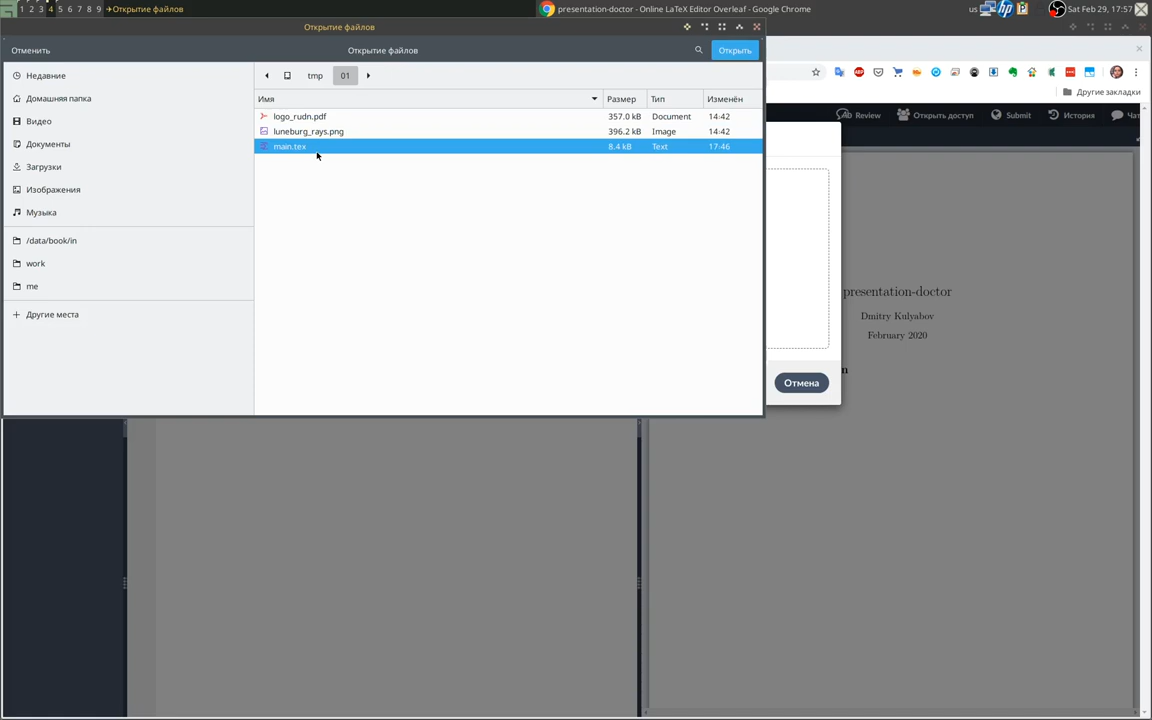 1 2 3 4 5 6 7 8 9 Открытие файлов
presentation-doctor - Online LaTeX Editor Overleaf - Google Chrome
us
Sat Feb 29, 17:57
Открытие файлов
Отменить
Открытие файлов
Открыть
Недавние
Домашняя папка
Видео
Документы
Загрузки
Изображения
Музыка
/data/book/in
work
me
Другие места
tmp 01
Имя Размер Тип Изменён
logo_rudn.pdf 357.0 kB Document 14:42
luneburg_rays.png 396.2 kB Image 14:42
main.tex 8.4 kB Text 17:46
Другие закладки
Review Открыть доступ Submit История Чат
presentation-doctor
Dmitry Kulyabov
February 2020
n
Отмена